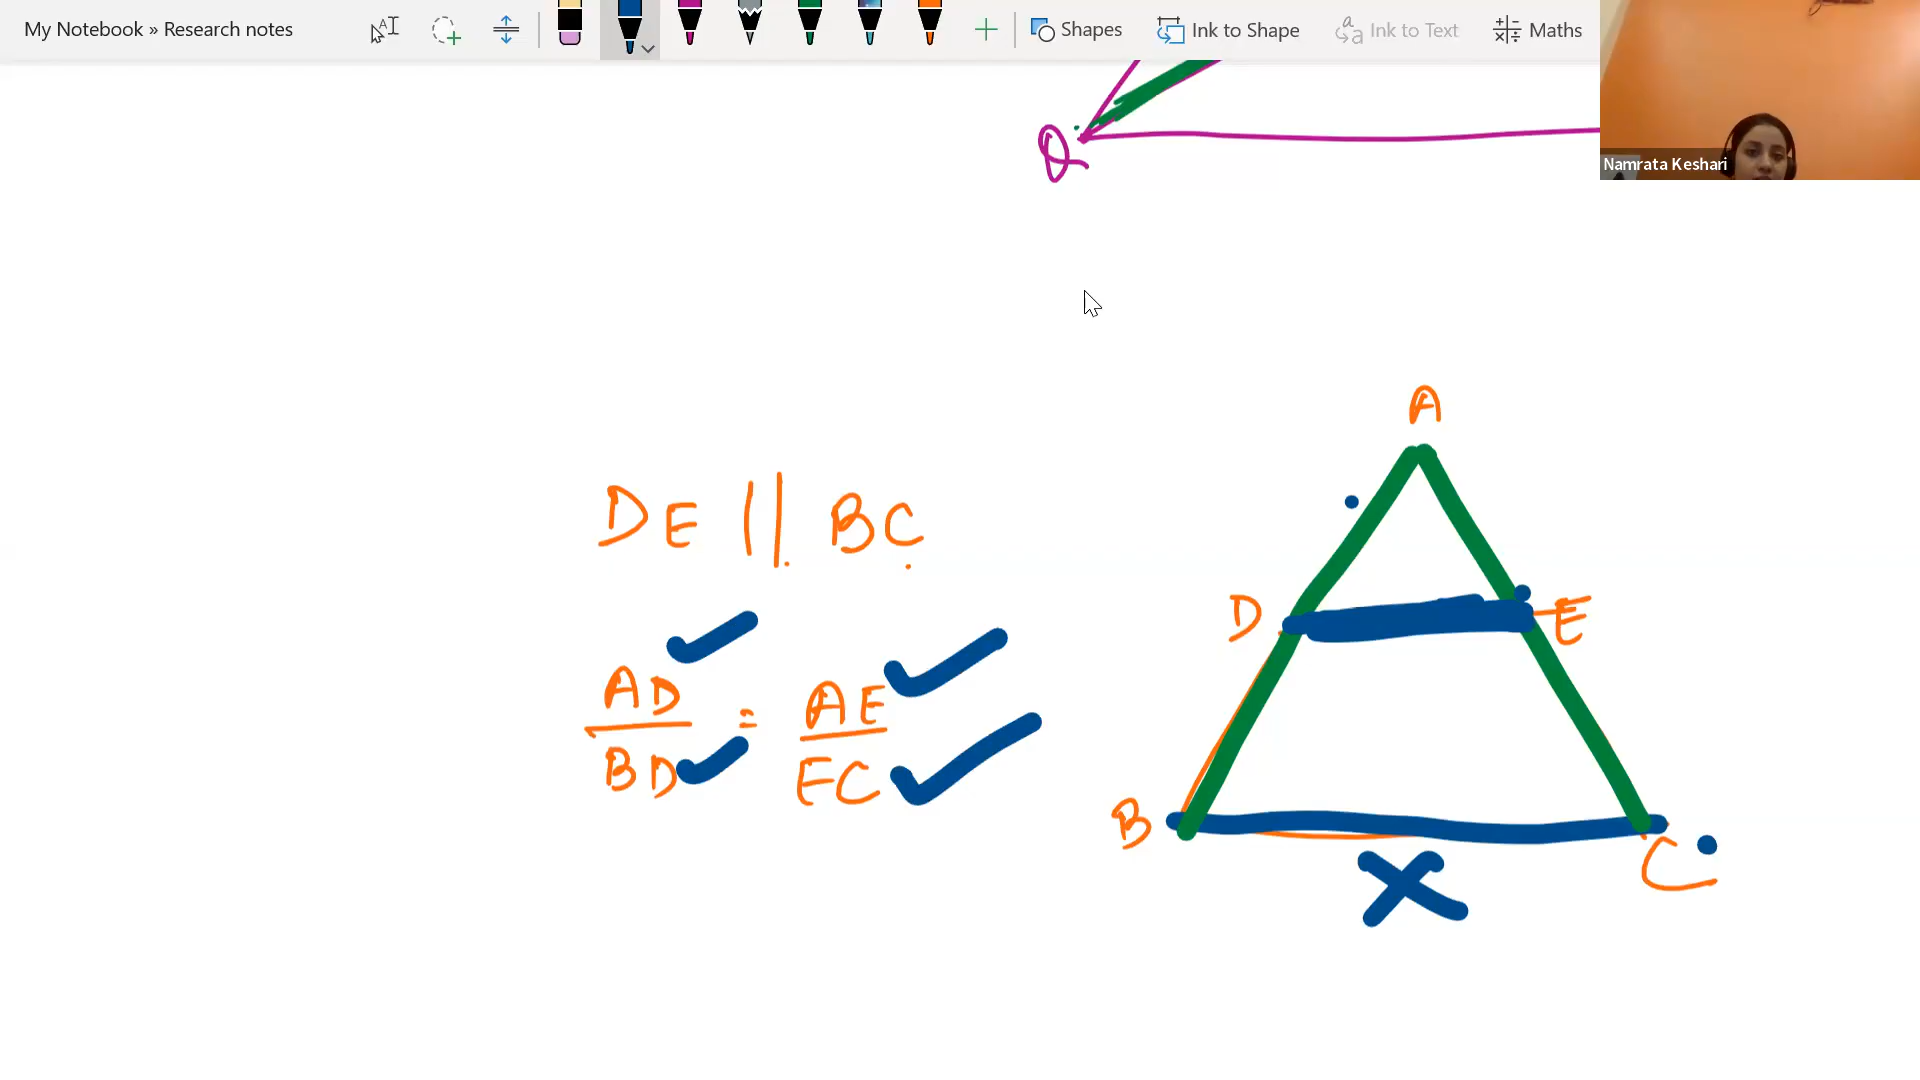 My Notebook » Research notes
Shapes
Ink to Shape
Ink to Text
Maths
Namrata Keshari
Q
A
DE || BC
D
E
AD = AE
BD EC
B
C